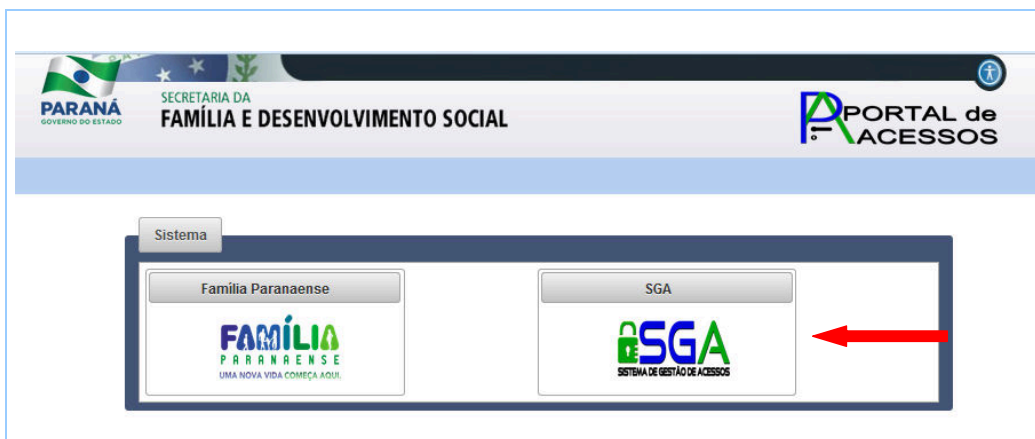 PARANÁ
GOVERNO DO ESTADO
SECRETARIA DA
FAMÍLIA E DESENVOLVIMENTO SOCIAL
PORTAL de
ACESSOS
Sistema
Família Paranaense
FAMÍLIA
PARANAENSE
UMA NOVA VIDA COMEÇA AQUI.
SGA
SGA
SISTEMA DE GESTÃO DE ACESSOS